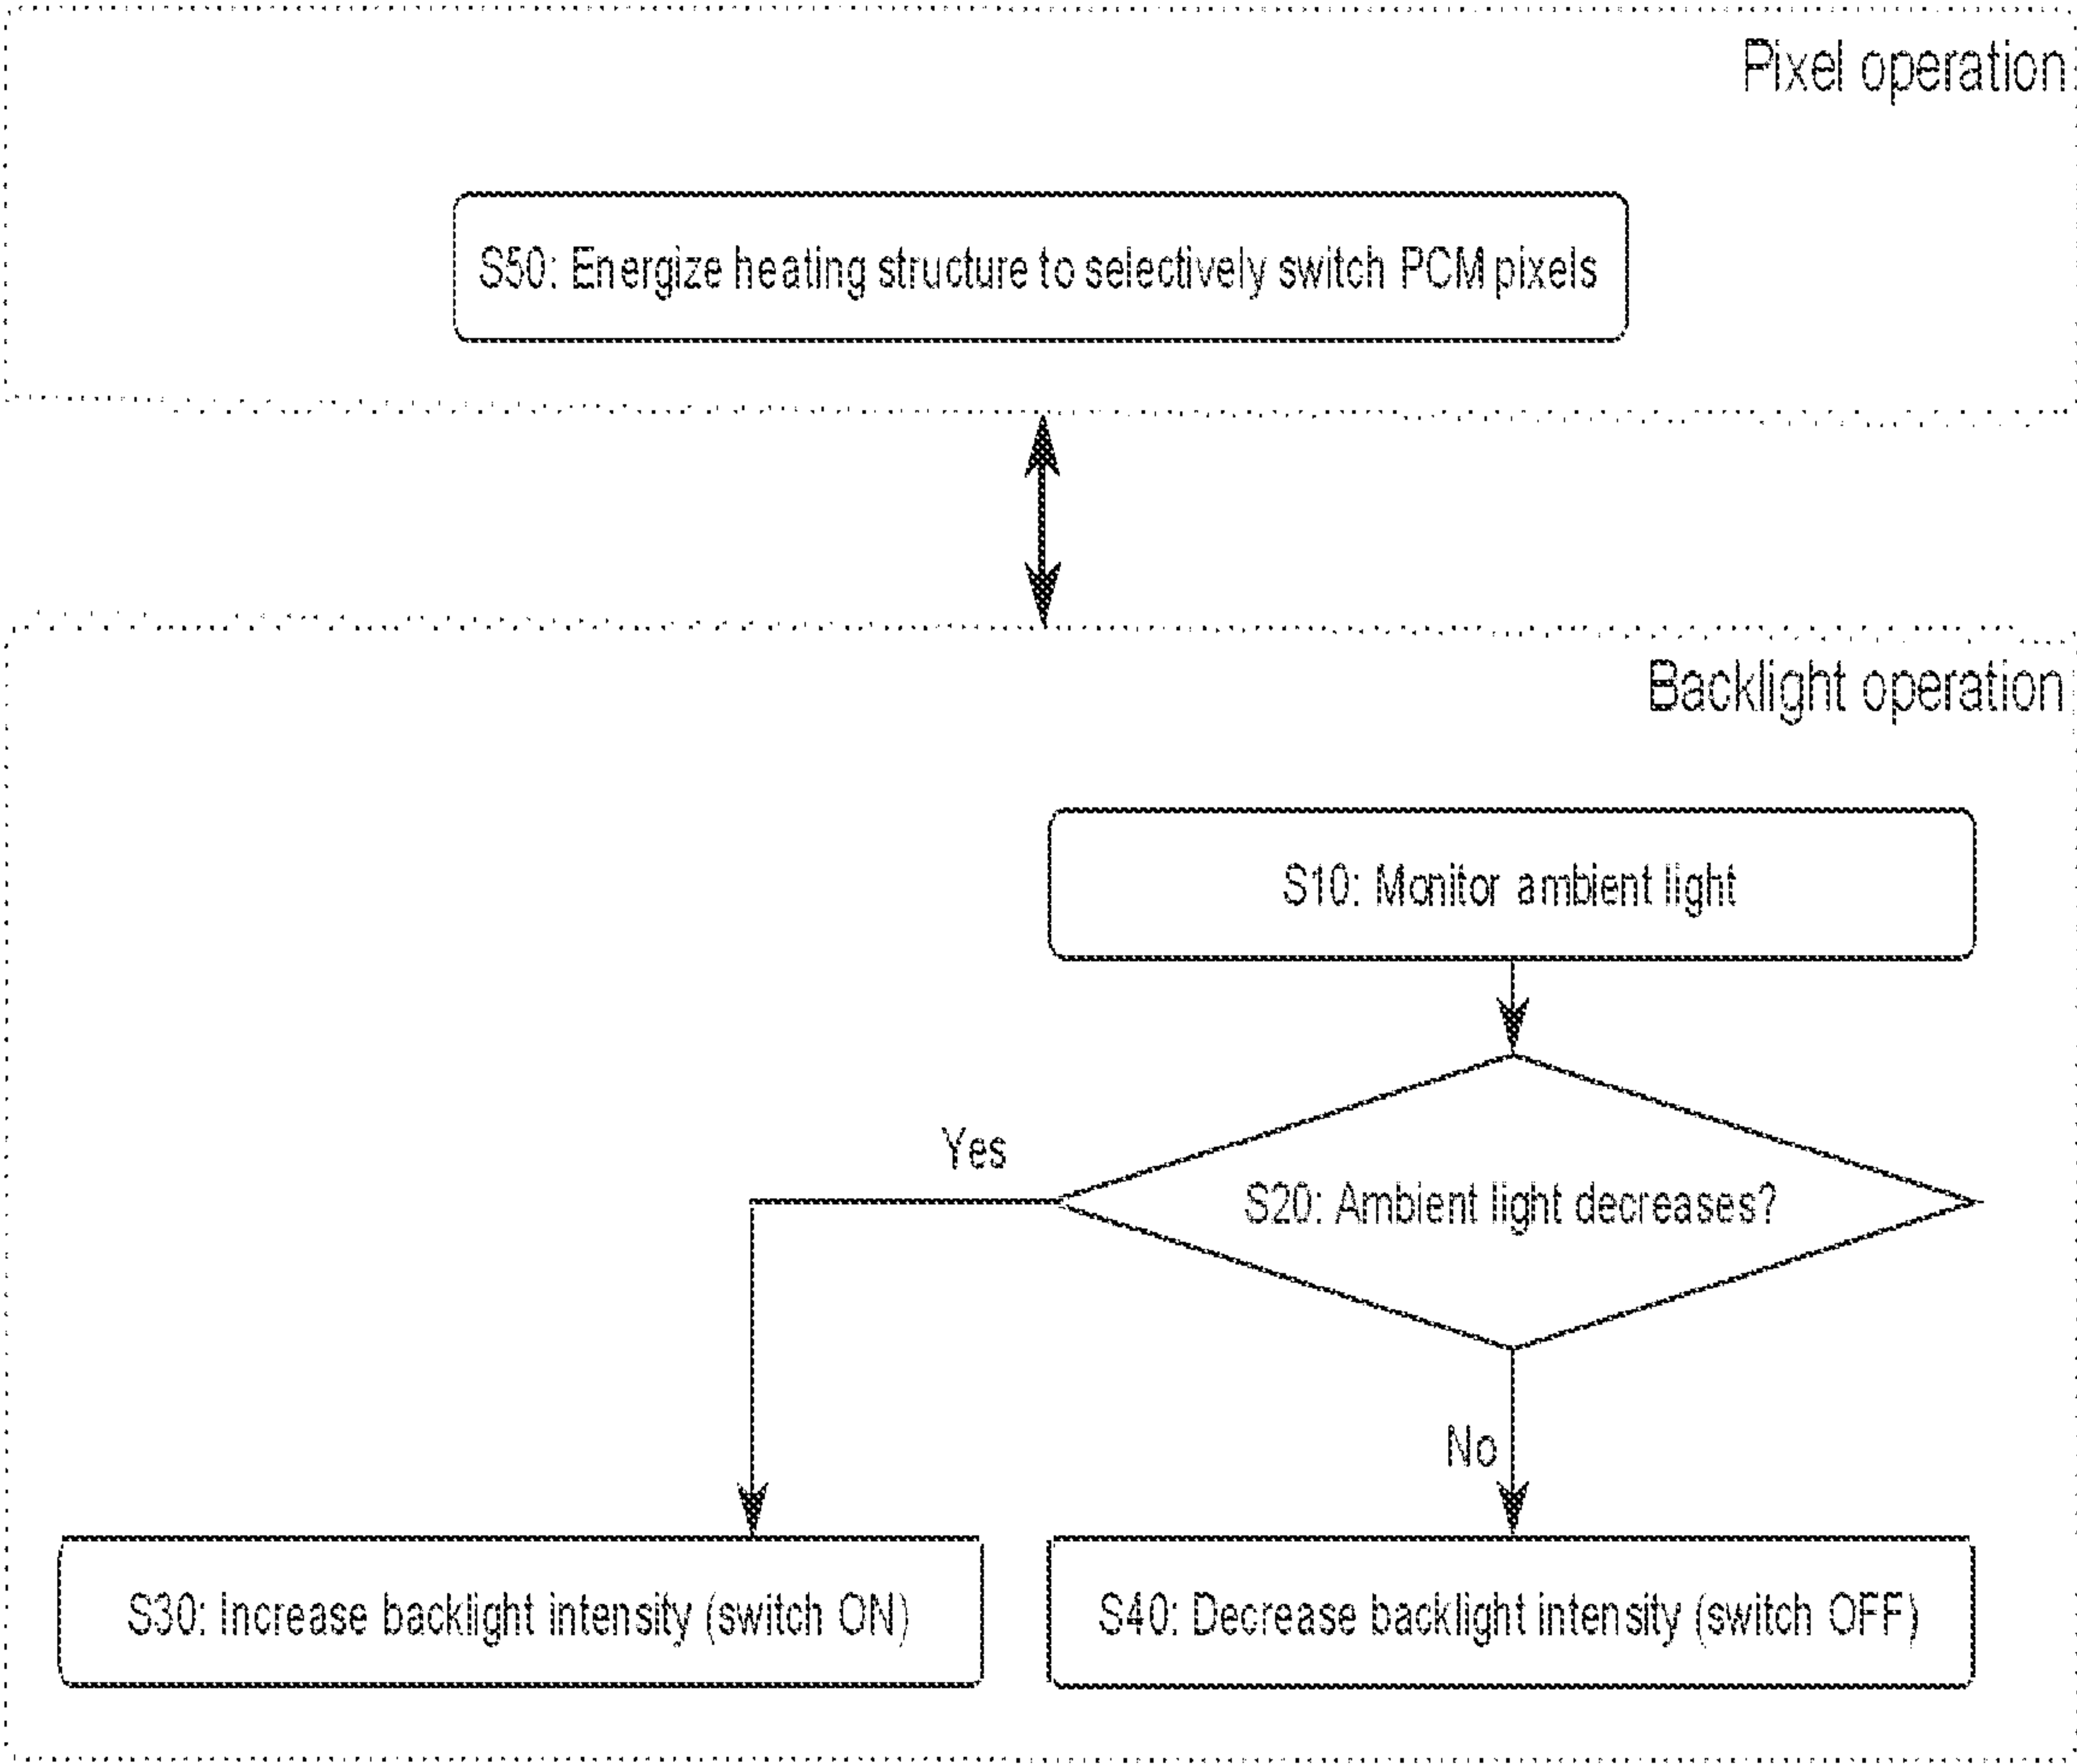 Pixel operation
S50: Energize heating structure to selectively switch PCM pixels
Backlight operation
S10: Monitor ambient light
Yes
S20: Ambient light decreases?
No
S30: Increase backlight intensity (switch ON)
S40: Decrease backlight intensity (switch OFF)